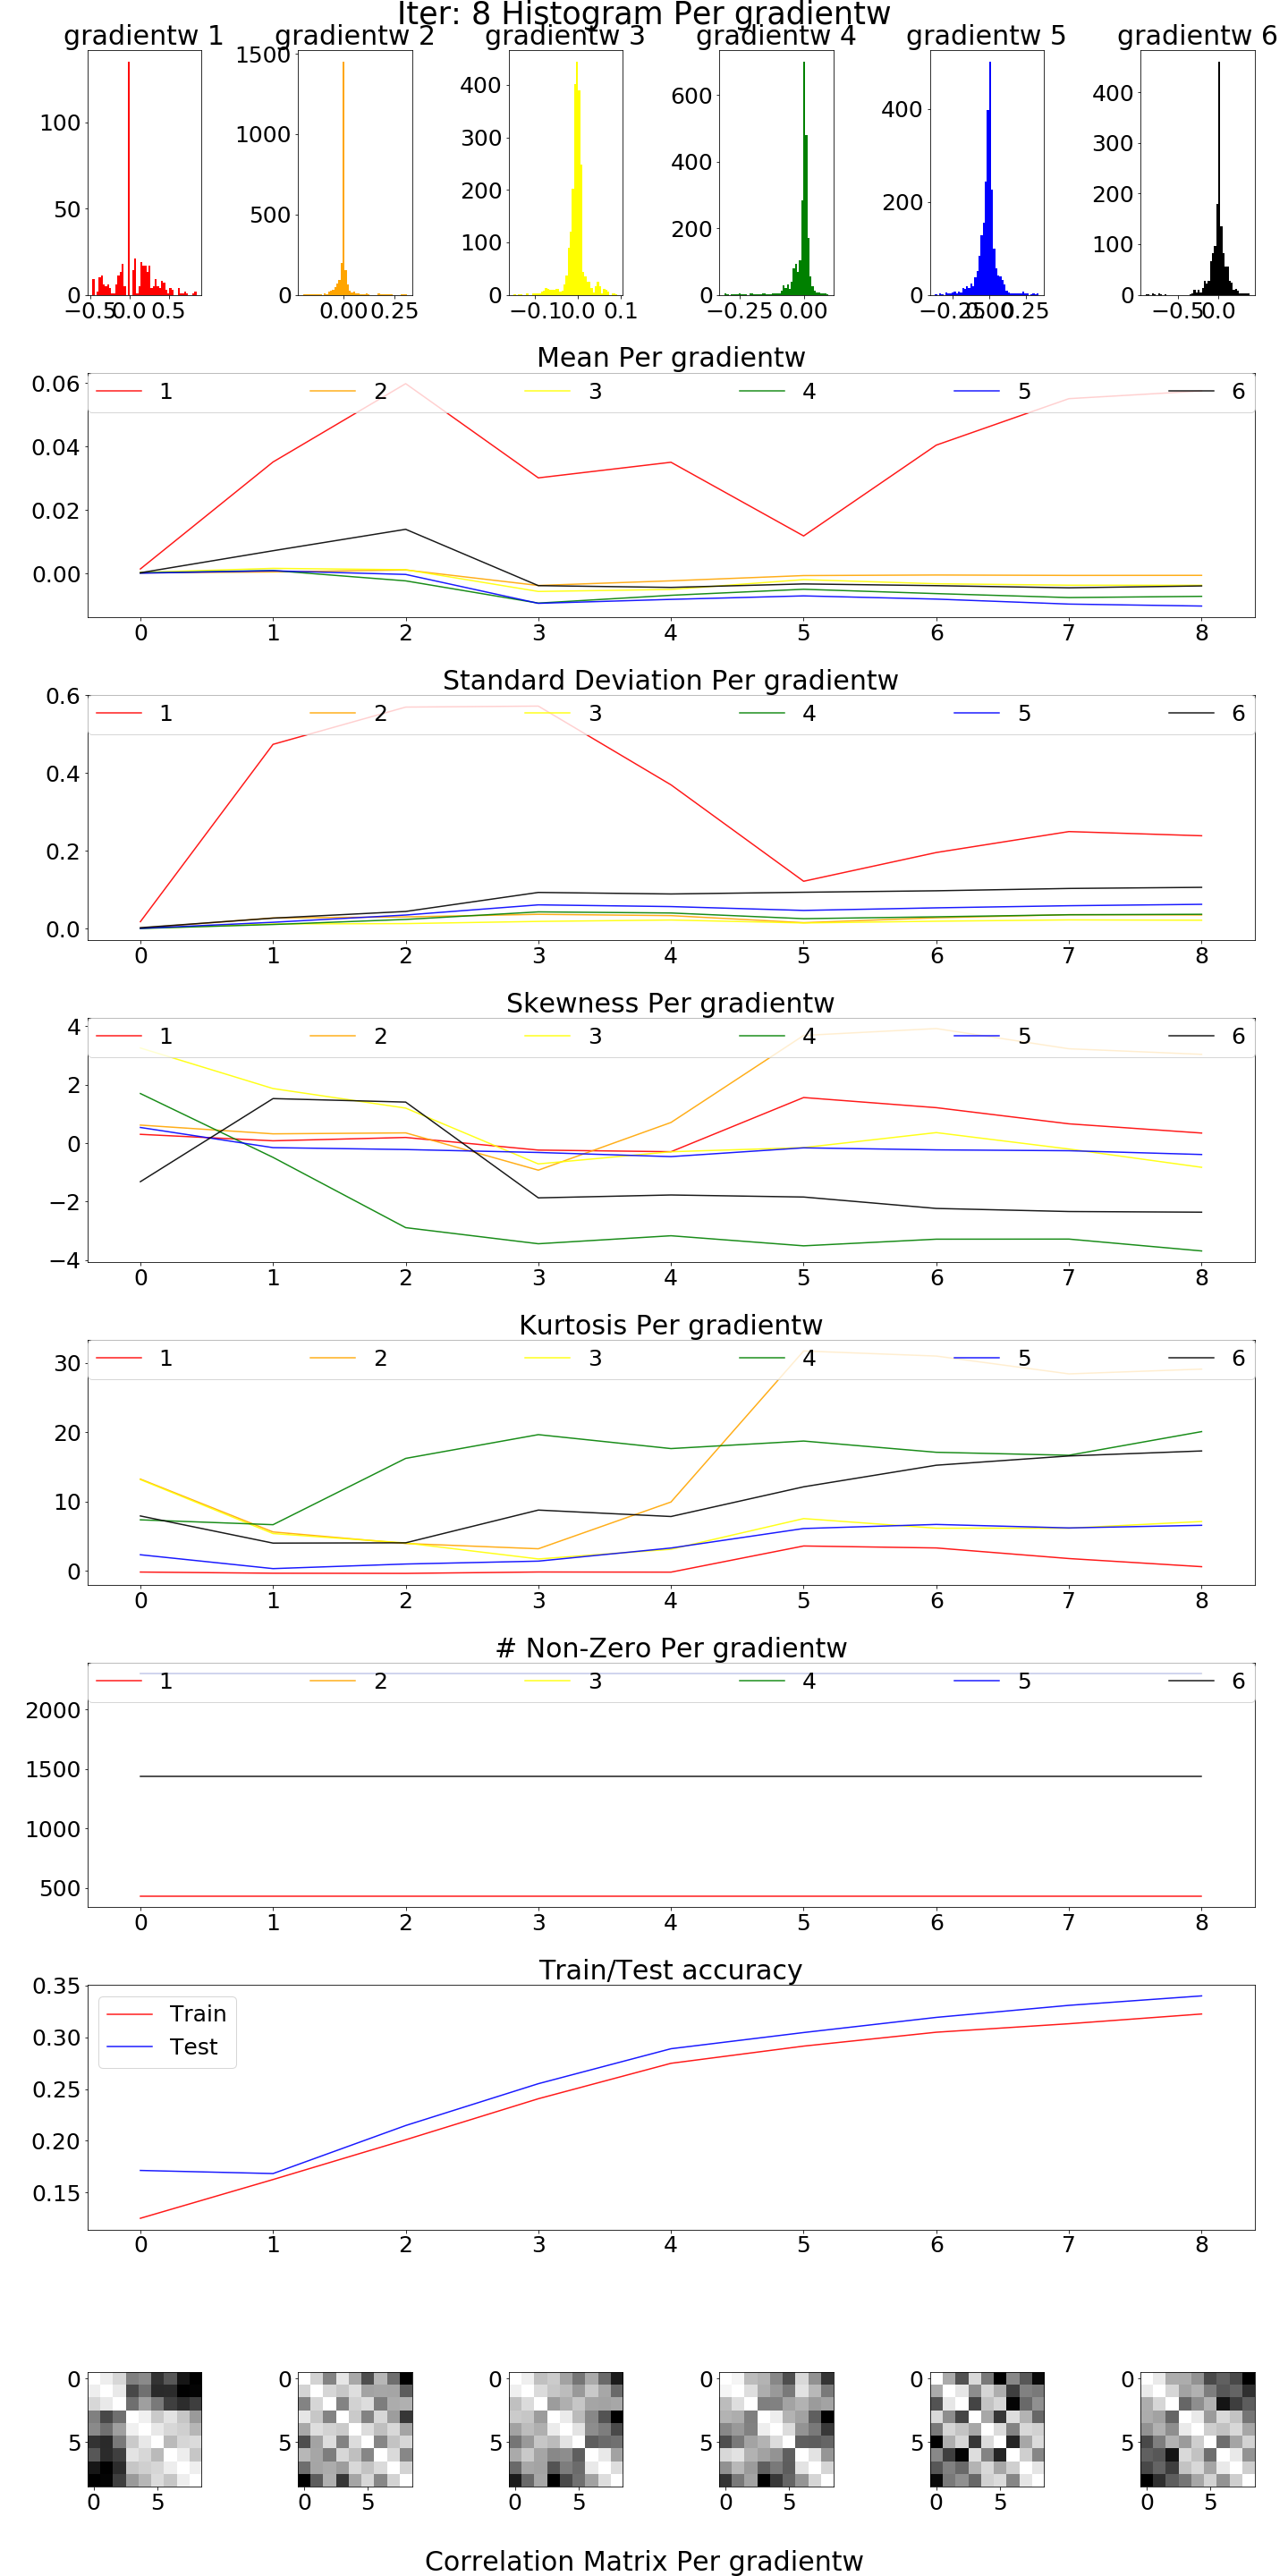 Iter: 8 Histogram Per gradientw
gradientw 1 gradientw 2 gradientw 3 gradientw 4 gradientw 5 gradientw 6
100
50
0
−0.5 0.0 0.5
1500
1000
500
0
0.00 0.25
400
300
200
100
0
−0.1 0.0 0.1
600
400
200
0
−0.25 0.00
400
200
0
−0.25 0.00 0.25
400
300
200
100
0
−0.5 0.0
Mean Per gradientw
1 2 3 4 5 6
0.06
0.04
0.02
0.00
0 1 2 3 4 5 6 7 8
Standard Deviation Per gradientw
1 2 3 4 5 6
0.6
0.4
0.2
0.0
0 1 2 3 4 5 6 7 8
Skewness Per gradientw
1 2 3 4 5 6
4
2
0
−2
−4
0 1 2 3 4 5 6 7 8
Kurtosis Per gradientw
1 2 3 4 5 6
30
20
10
0
0 1 2 3 4 5 6 7 8
# Non-Zero Per gradientw
1 2 3 4 5 6
2000
1500
1000
500
0 1 2 3 4 5 6 7 8
Train/Test accuracy
Train
Test
0.35
0.30
0.25
0.20
0.15
0 1 2 3 4 5 6 7 8
0 0 0 0 0 0
5 5 5 5 5 5
0 5 0 5 0 5 0 5 0 5 0 5
Correlation Matrix Per gradientw